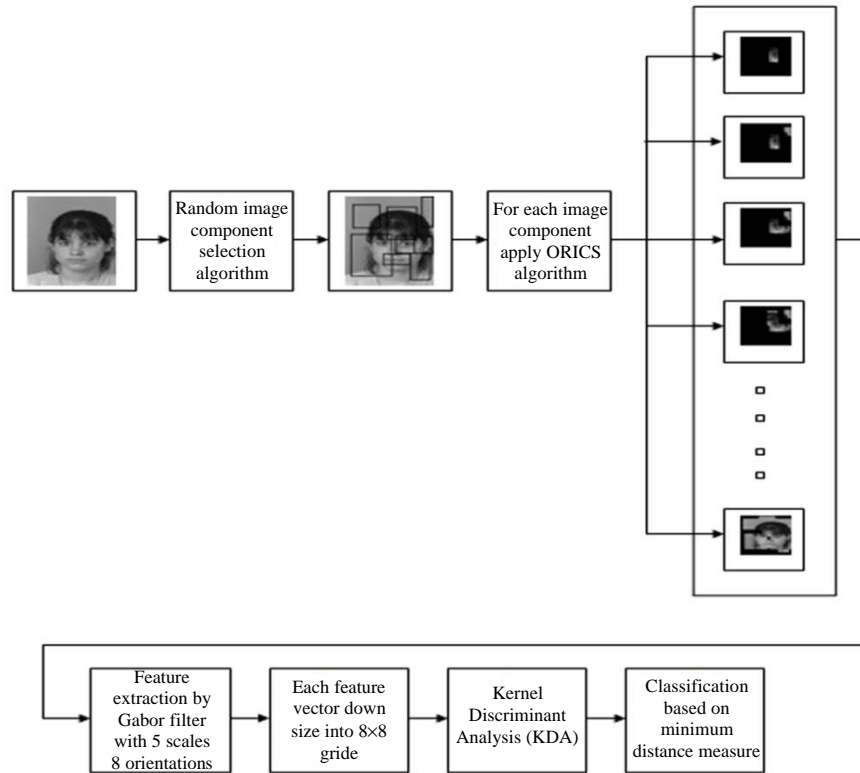 Random image
component
selection
algorithm
For each image
component
apply ORICS
algorithm
Feature
extraction by
Gabor filter
with 5 scales
8 orientations
Each feature
vector down
size into 8×8
gride
Kernel
Discriminant
Analysis (KDA)
Classification
based on
minimum
distance measure